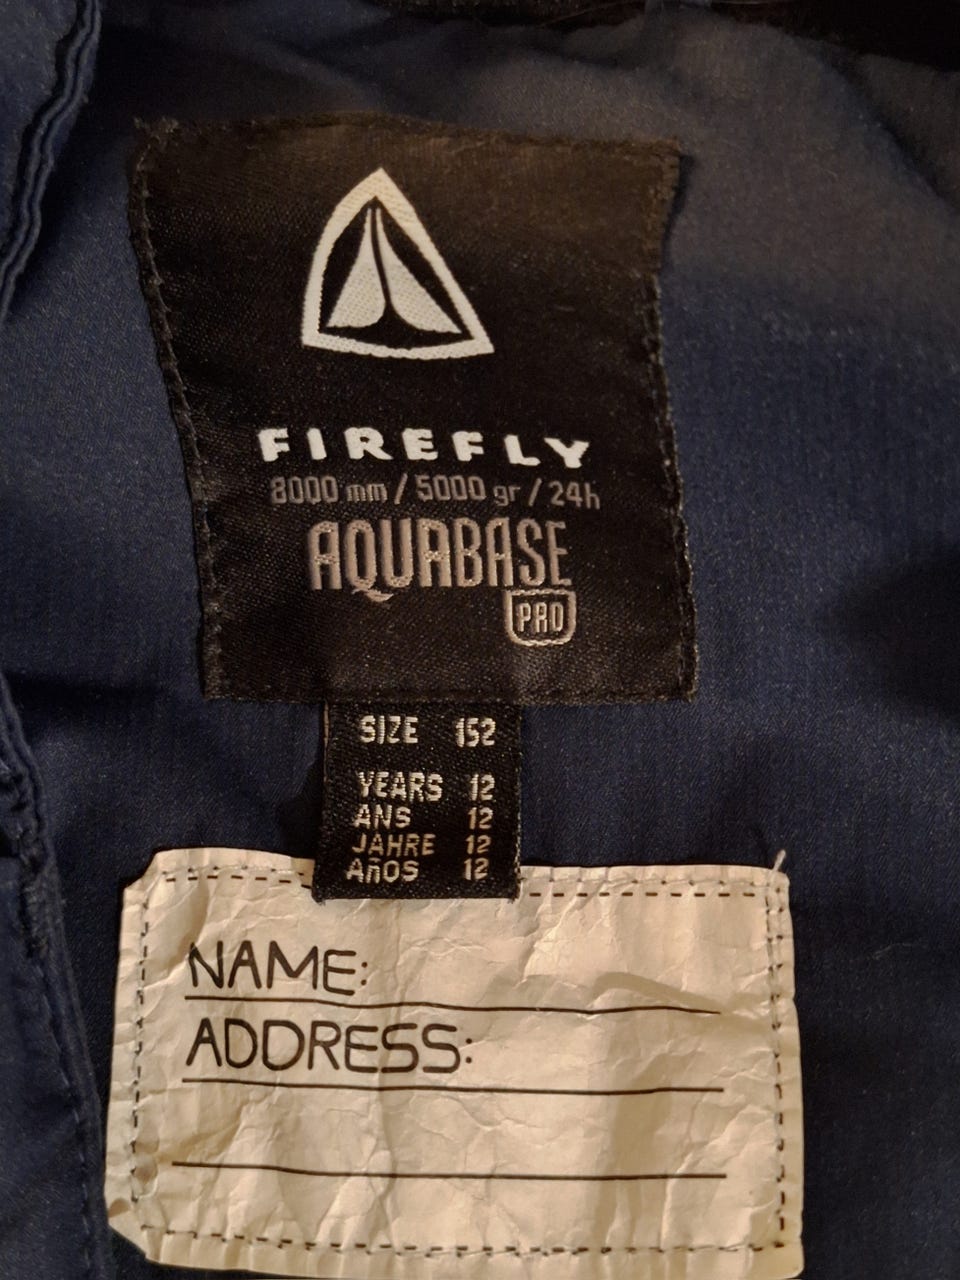 FIREFLY
8000 mm / 5000 gr / 24h
AQUABASE
PRO
SIZE 152
YEARS 12
ANS 12
JAHRE 12
AñOS 12
NAME:
ADDRESS: